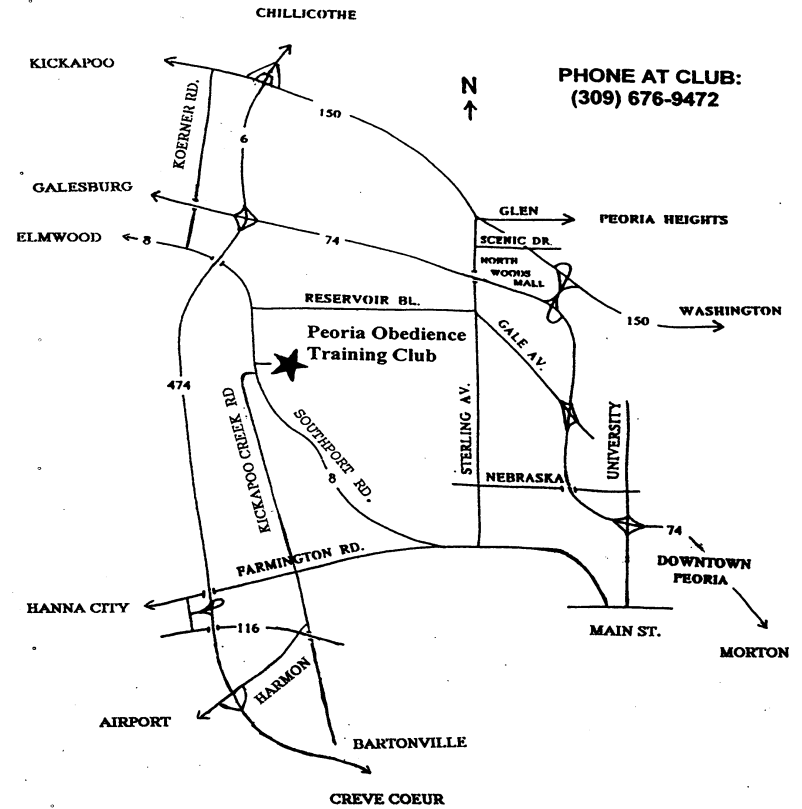 CHILLICOTHE
KICKAPOO
PHONE AT CLUB:
(309) 676-9472
N
150
KOERNER RD.
6
GALESBURG
GLEN
PEORIA HEIGHTS
ELMWOOD
8
74
SCENIC DR.
NORTH
WOODS
MALL
RESERVOIR BL.
150
WASHINGTON
Peoria Obedience
Training Club
GALE AV.
474
KICKAPOO CREEK RD
SOUTHPORT RD.
8
STERLING AV.
UNIVERSITY
NEBRASKA
74
FARMINGTON RD.
DOWNTOWN
PEORIA
HANNA CITY
116
MAIN ST.
MORTON
HARMON
AIRPORT
BARTONVILLE
CREVE COEUR